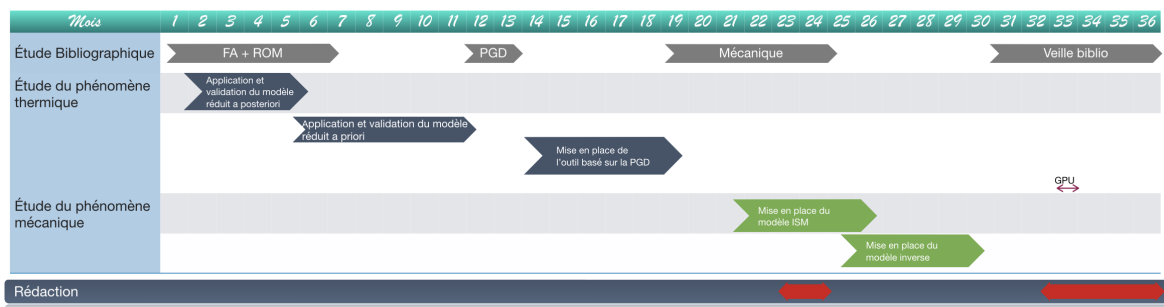 Mois 1 2 3 4 5 6 7 8 9 10 11 12 13 14 15 16 17 18 19 20 21 22 23 24 25 26 27 28 29 30 31 32 33 34 35 36
Étude Bibliographique FA + ROM PGD Mécanique Veille biblio
Étude du phénomène
thermique
Application et
validation du modèle
réduit a posteriori
Application et validation du modèle
réduit a priori
Mise en place de
l'outil basé sur la PGD
GPU
Étude du phénomène
mécanique
Mise en place du
modèle ISM
Mise en place du
modèle inverse
Rédaction